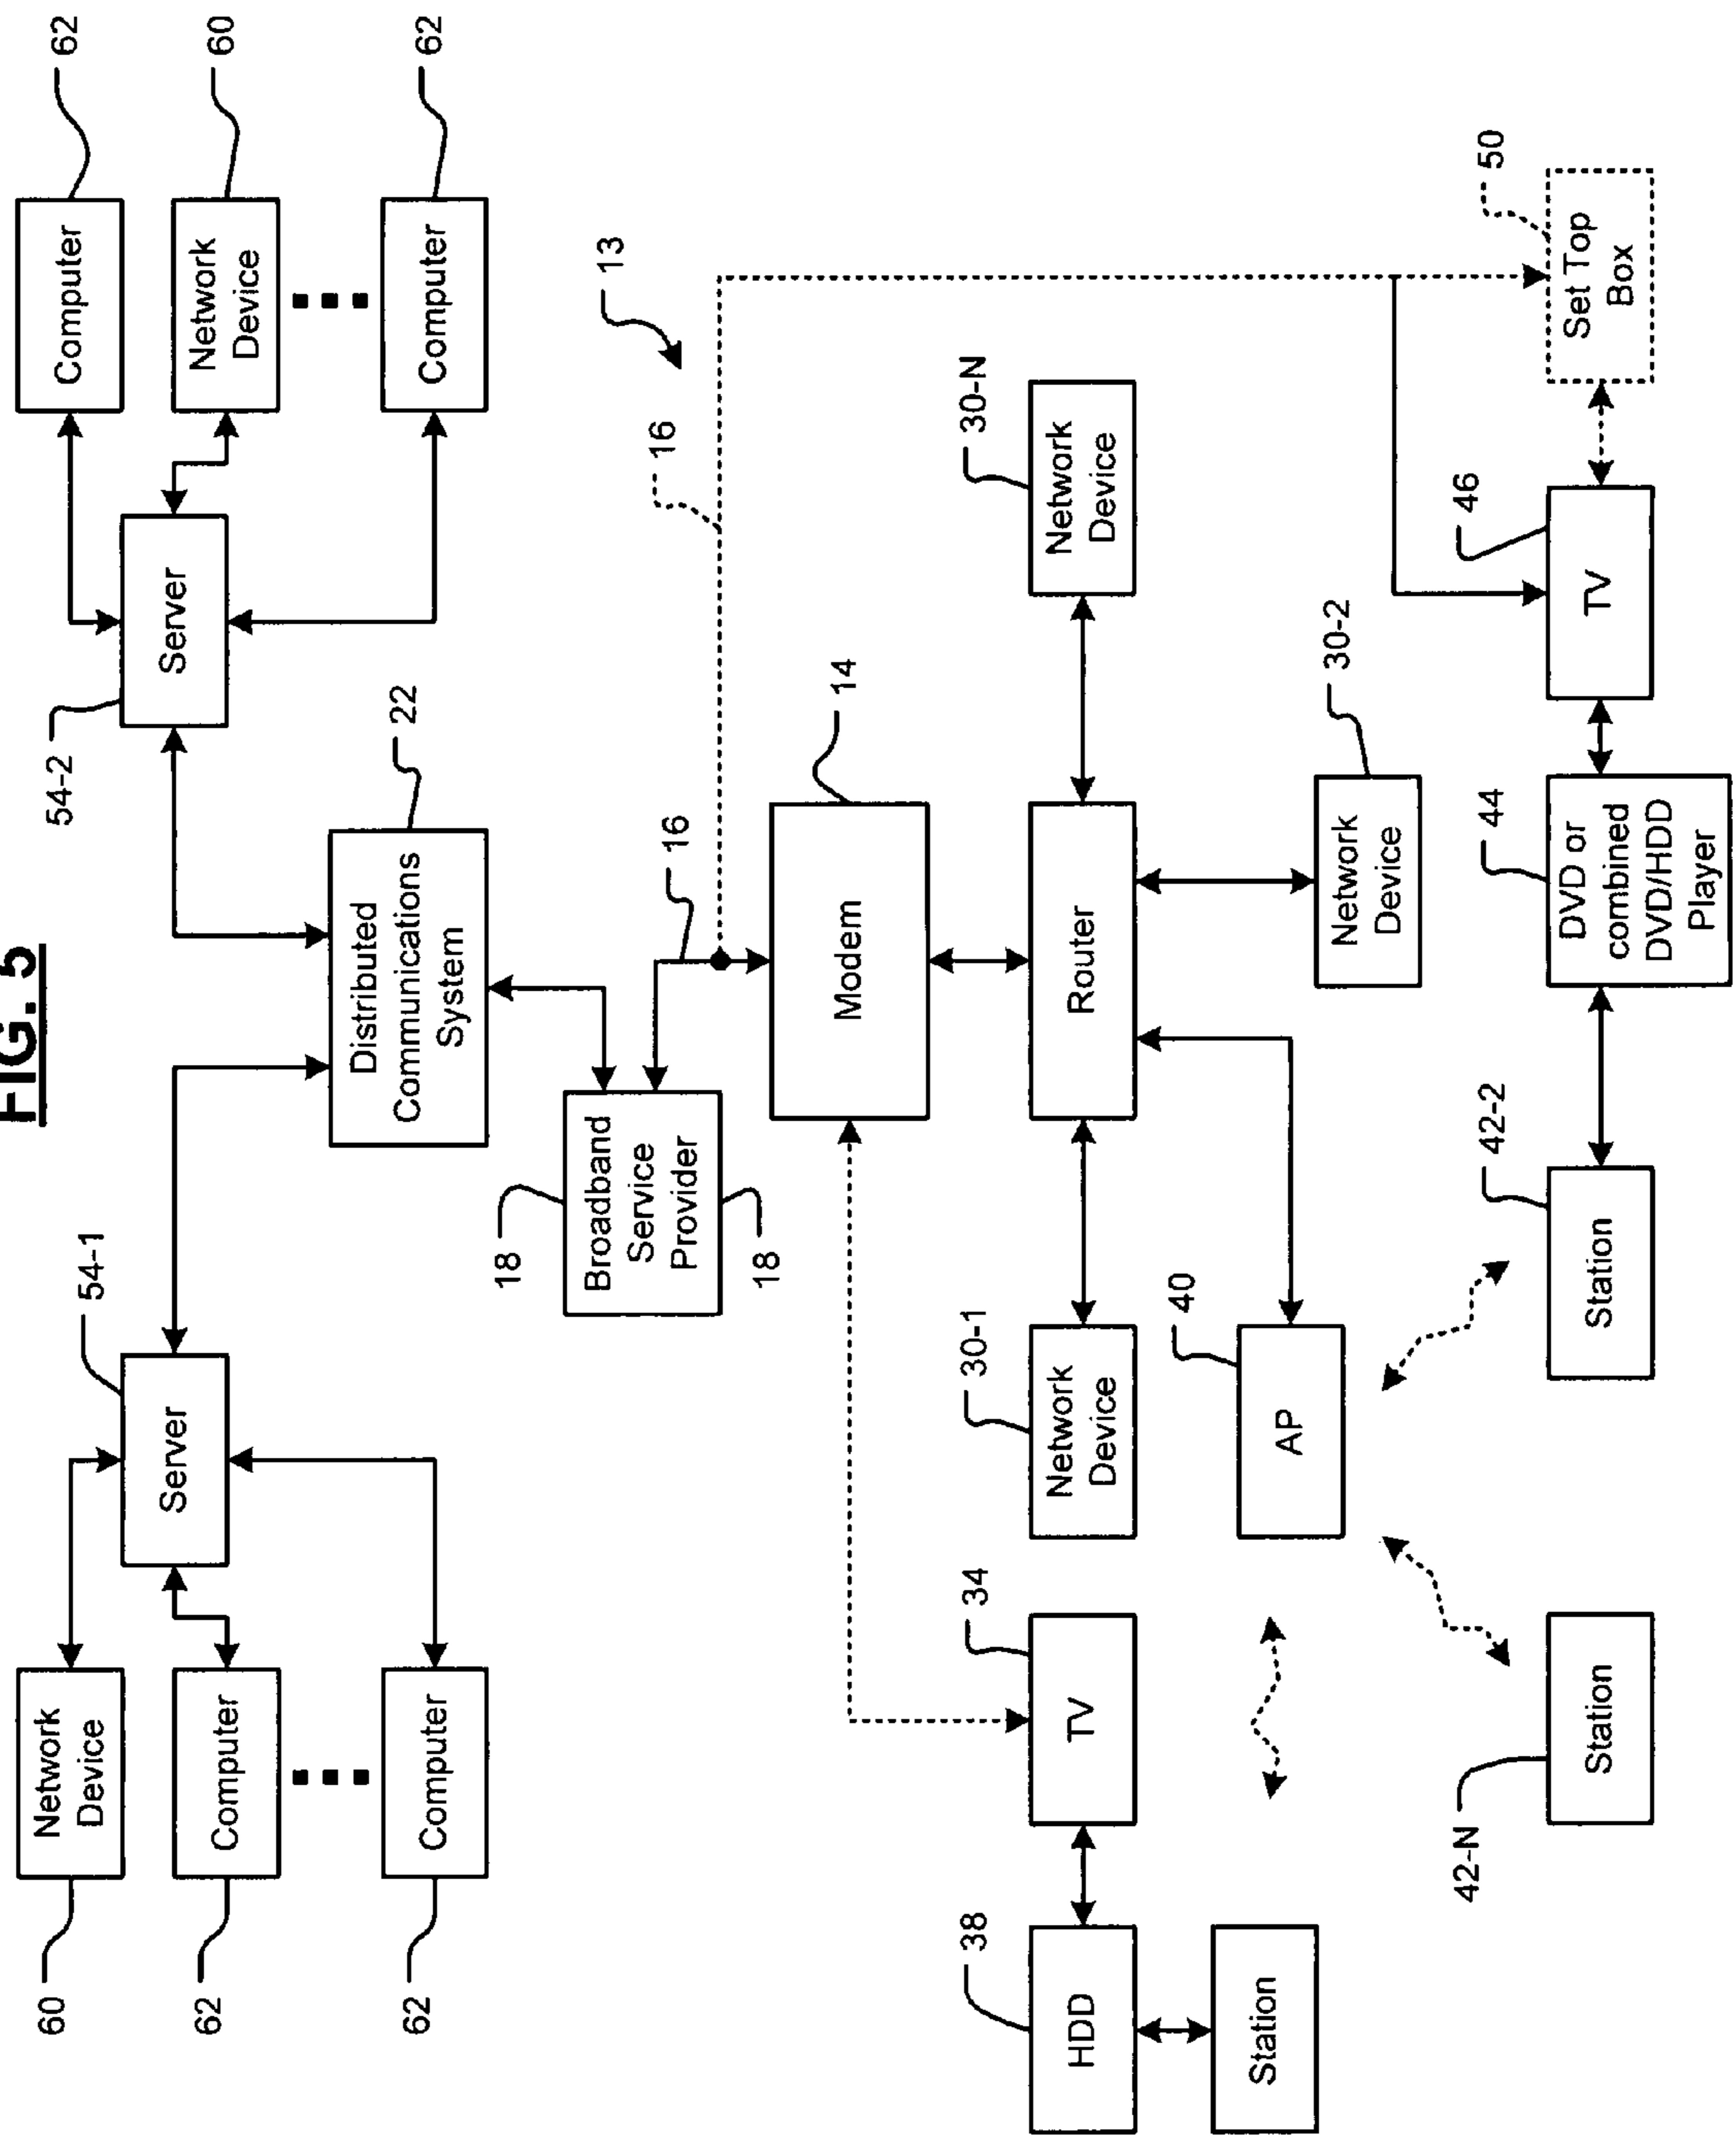 FIG. 5
60
Network
Device
62
Computer
62
Computer
54-1
Server
Distributed
Communications
System
22
54-2
Server
Computer
62
Network
Device
60
Computer
62
18
Broadband
Service
Provider
18
16
16
13
Modem
14
38
HDD
Station
34
TV
30-1
Network
Device
Router
30-N
Network
Device
40
AP
Network
Device
30-2
42-N
Station
42-2
Station
44
DVD or
combined
DVD/HDD
Player
46
TV
50
Set Top
Box